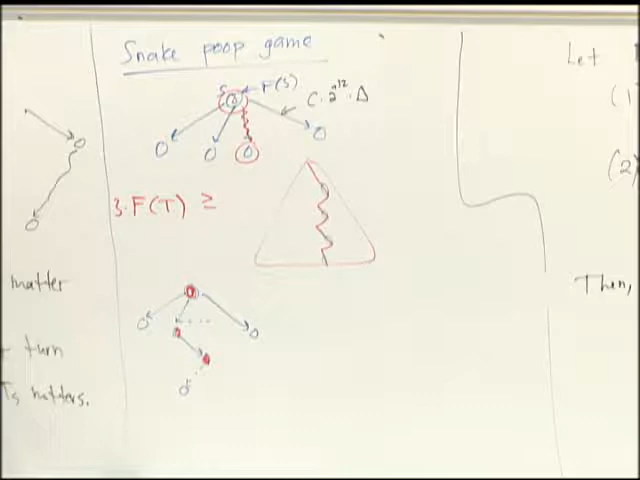 Snake poop game
S F(S)
C·2^-12·Δ
3·F(T) ≥
matter
turn
matters.
Let
(1
(2)
Then,